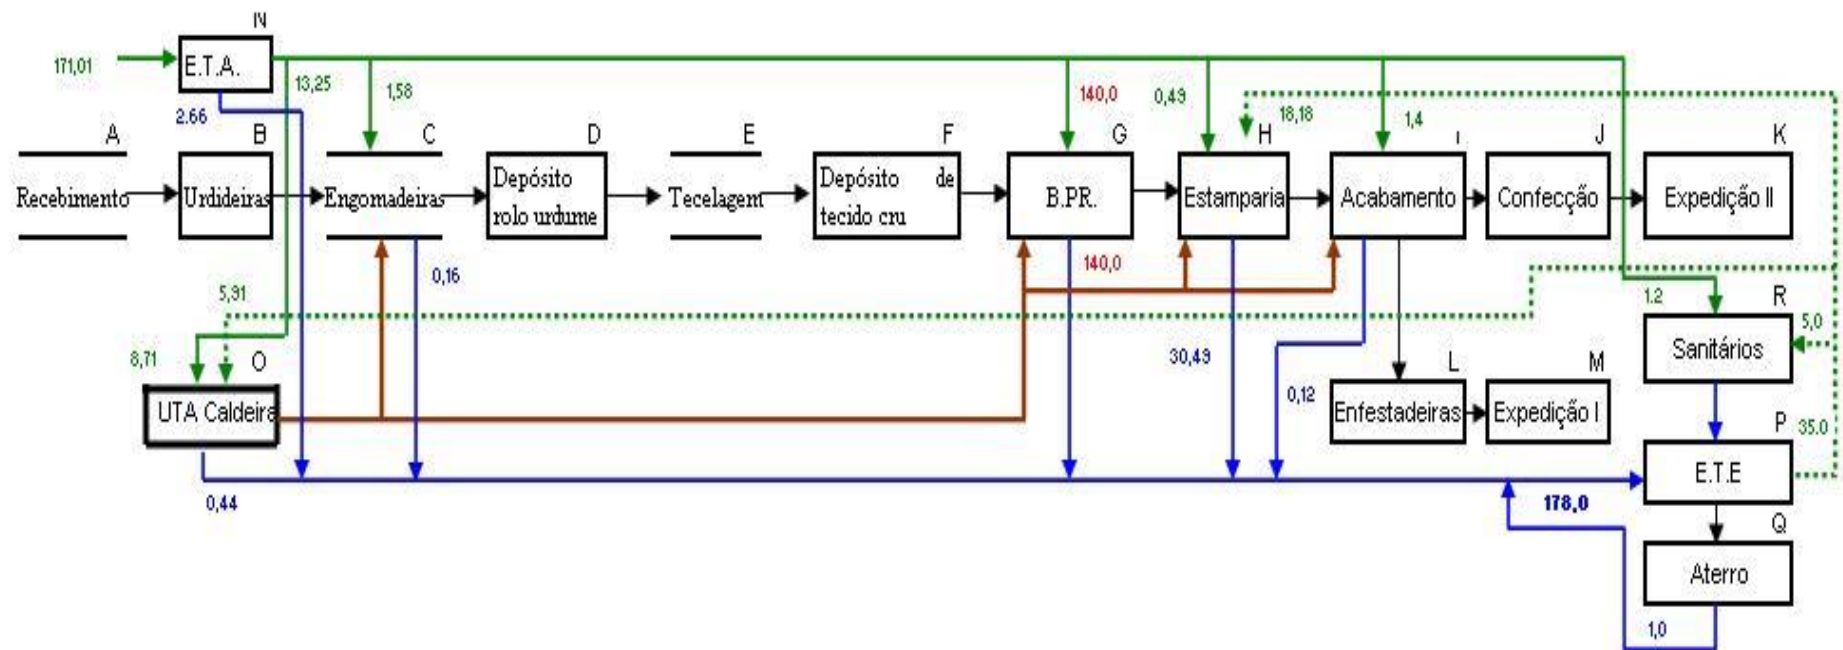 N
171,01
E.T.A.
13,25
1,58
140,0
0,49
18,18
1,4
2.66
A
B
C
D
E
F
G
H
I
J
K
Recebimento
Urdideiras
Engomadeiras
Depósito
rolo urdume
Tecelagem
Depósito de
tecido cru
B.PR.
Estamparia
Acabamento
Confecção
Expedição II
0,16
140,0
5,91
1.2
R
5,0
8,71
O
30,49
0,12
L
M
Sanitários
UTA Caldeira
Enfestadeiras
Expedição I
P
35.0
E.T.E
0,44
178,0
Q
Aterro
1,0